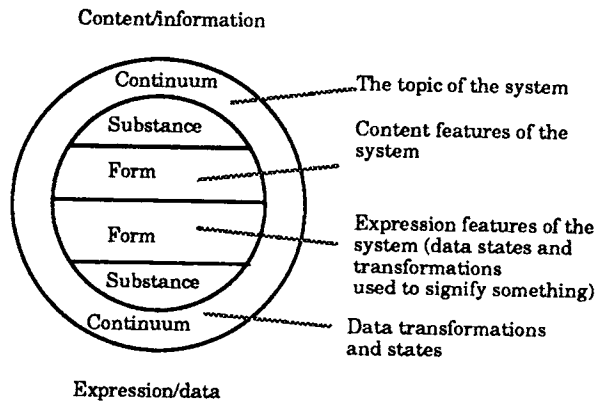 Content/information
Continuum
The topic of the system
Substance
Content features of the
system
Form
Form
Expression features of the
system (data states and
transformations
used to signify something)
Substance
Continuum
Data transformations
and states
Expression/data